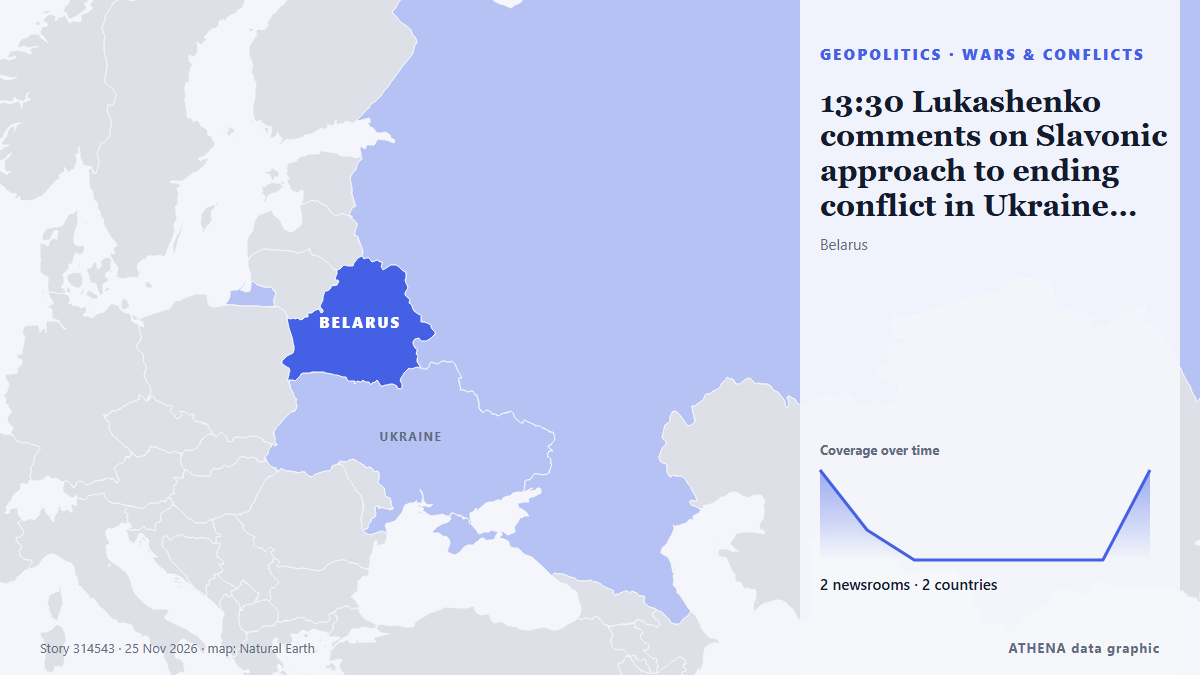 GEOPOLITICS · WARS & CONFLICTS
13:30 Lukashenko
comments on Slavonic
approach to ending
conflict in Ukraine...
Belarus
BELARUS
UKRAINE
Coverage over time
2 newsrooms · 2 countries
Story 314543 · 25 Nov 2026 · map: Natural Earth
ATHENA data graphic